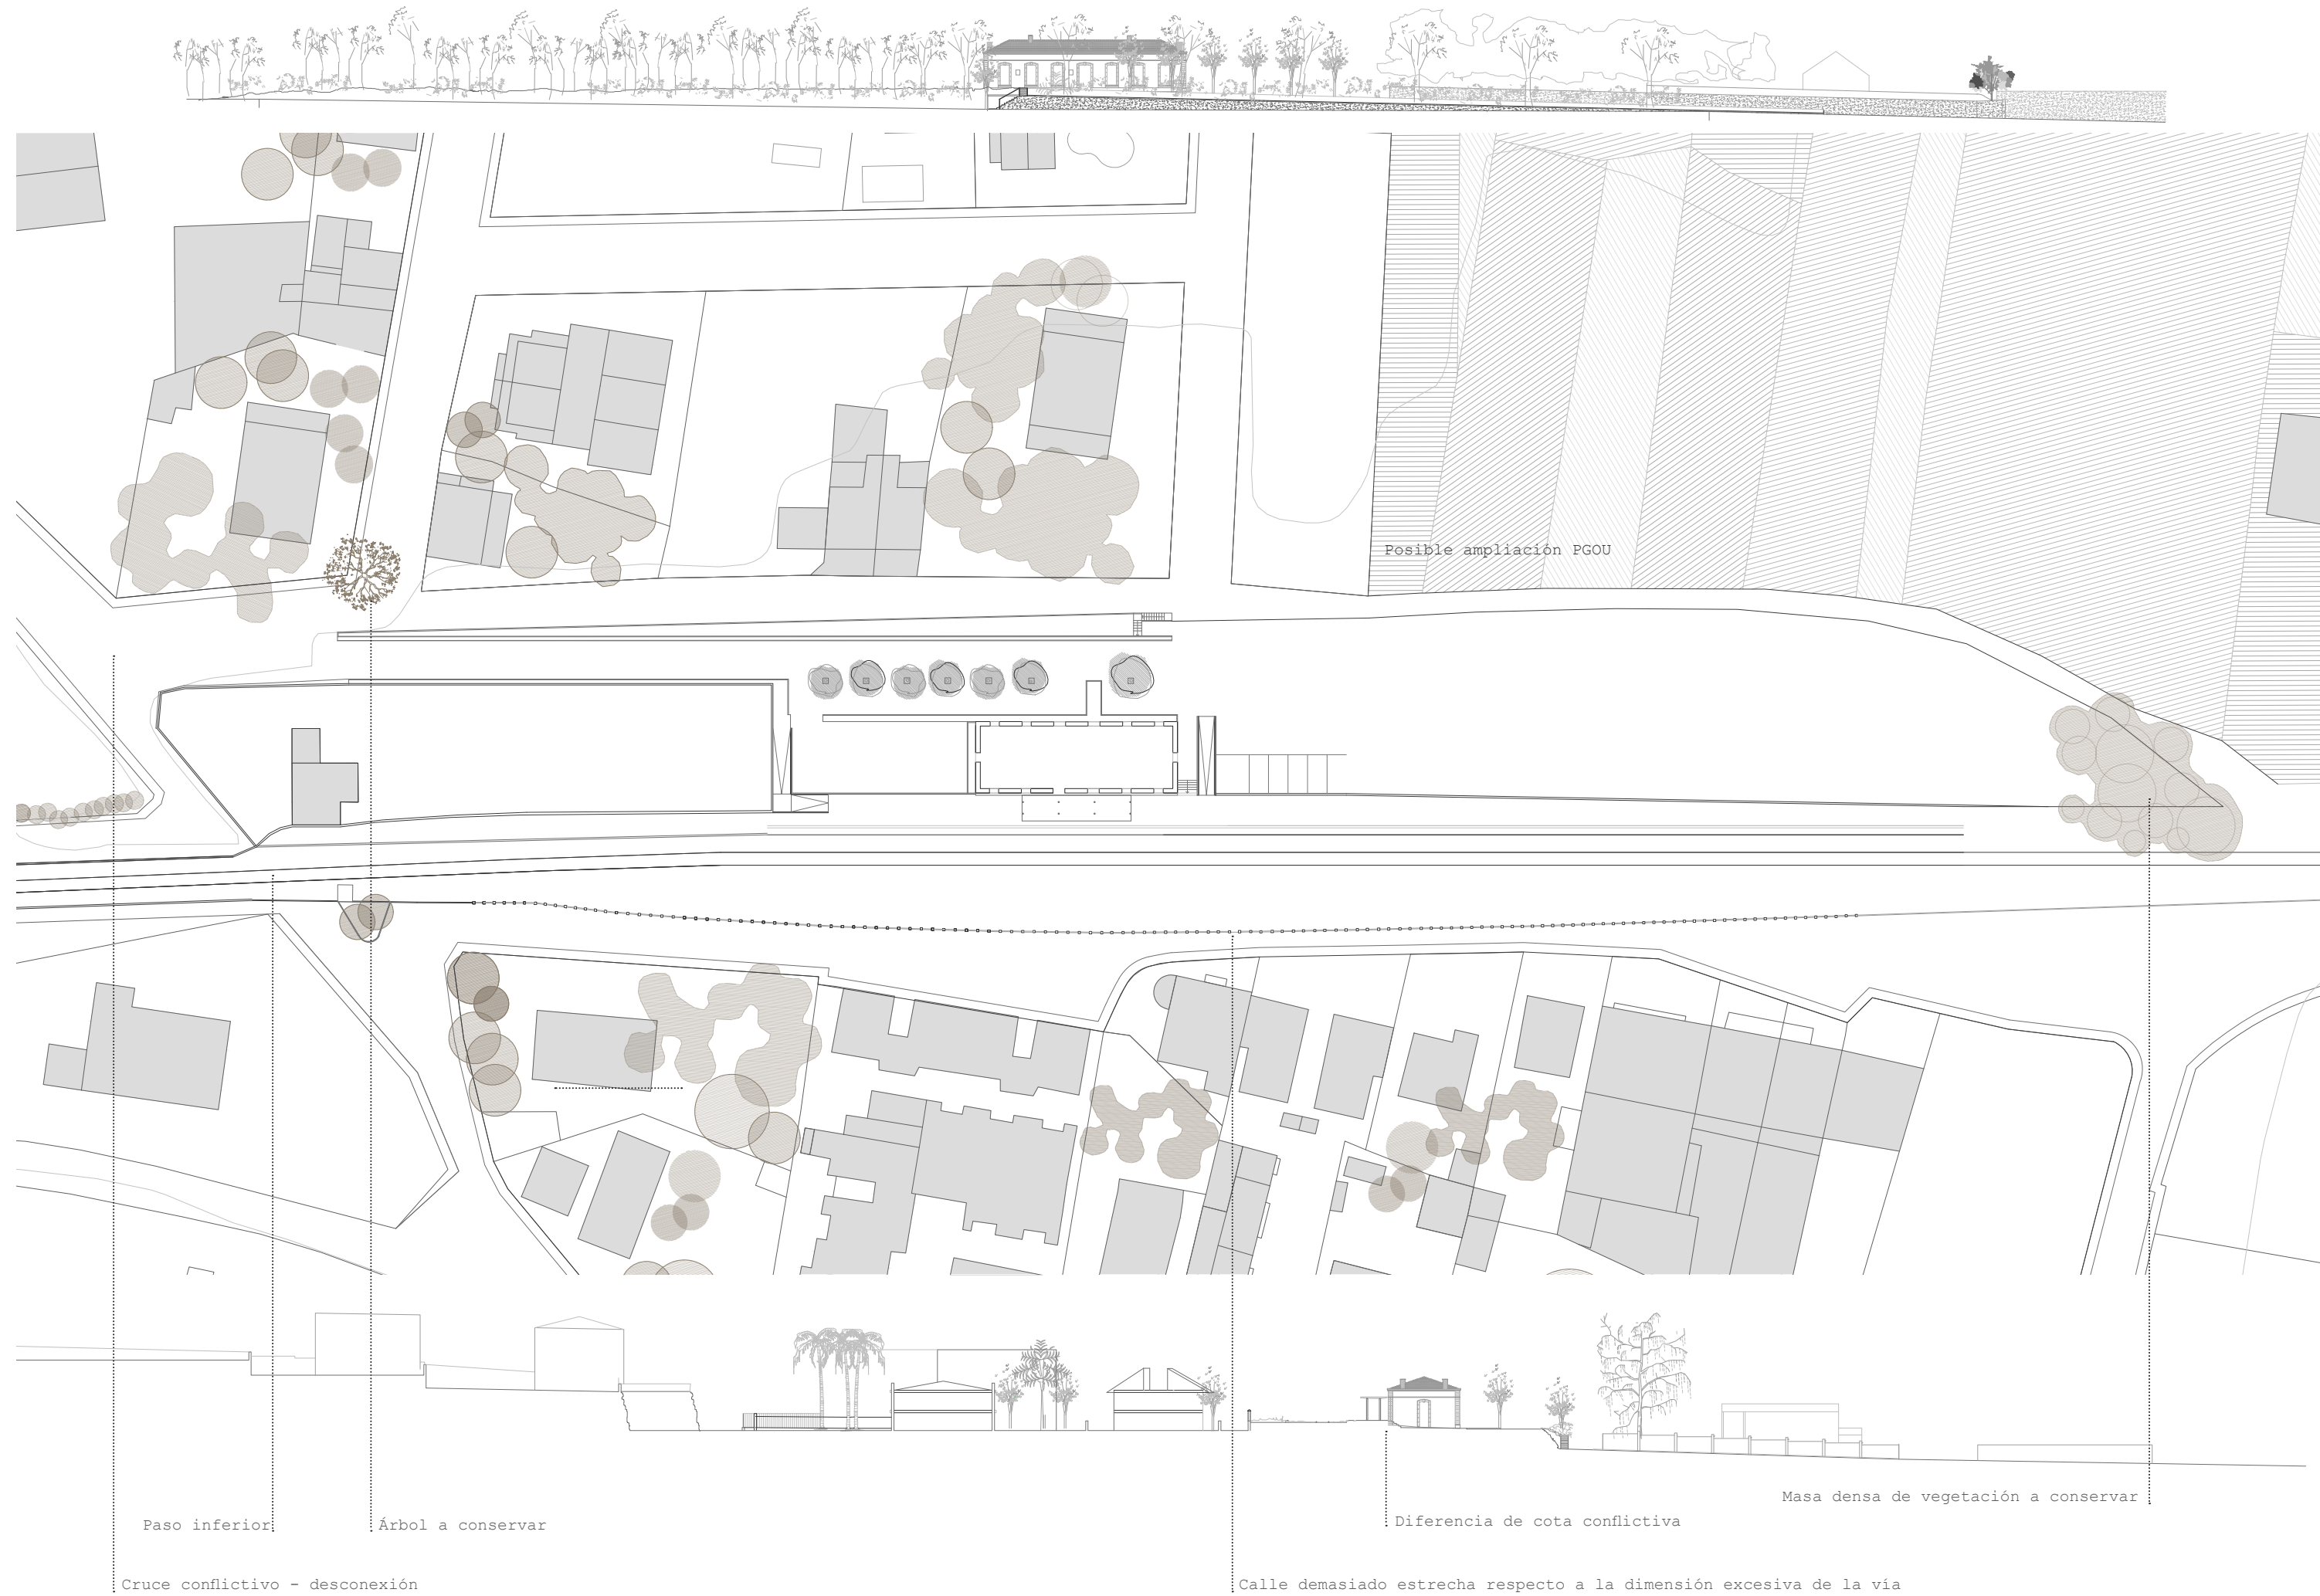 Posible ampliación PGOU
Masa densa de vegetación a conservar
Paso inferior
Árbol a conservar
Diferencia de cota conflictiva
Cruce conflictivo - desconexión
Calle demasiado estrecha respecto a la dimensión excesiva de la vía